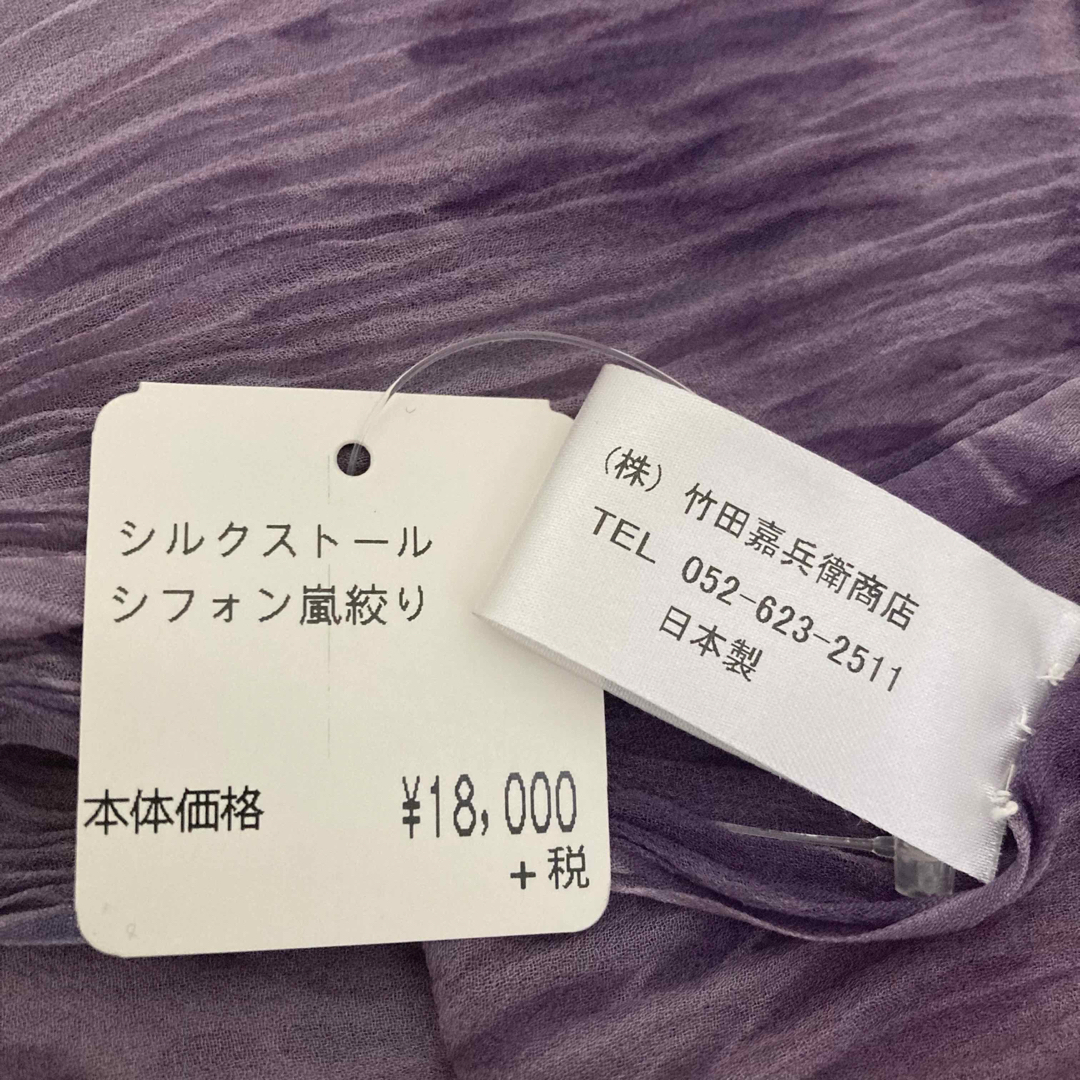 シルクストール
シフォン嵐絞り
本体価格 ¥18,000
+税
(株) 竹田嘉兵衛商店
TEL 052-623-2511
日本製